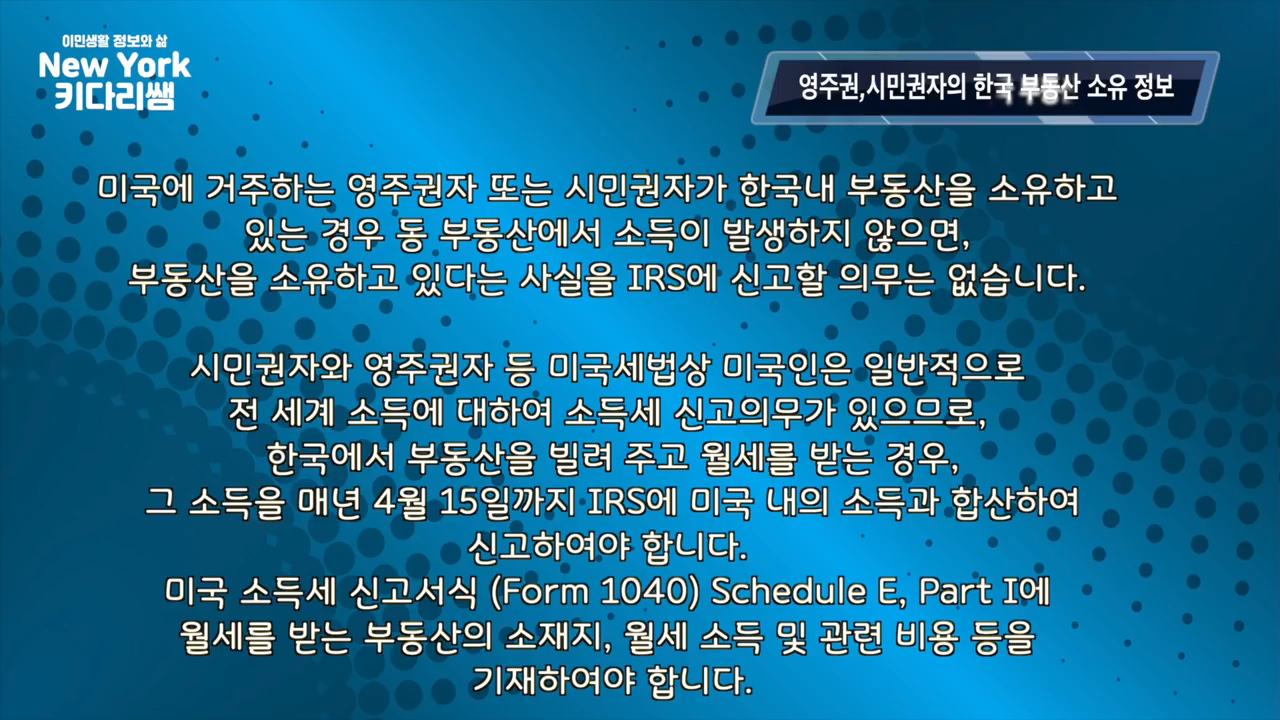 이민생활 정보와 삶
New York
키다리쌤
영주권,시민권자의 한국 부동산 소유 정보
미국에 거주하는 영주권자 또는 시민권자가 한국내 부동산을 소유하고
있는 경우 동 부동산에서 소득이 발생하지 않으면,
부동산을 소유하고 있다는 사실을 IRS에 신고할 의무는 없습니다.
시민권자와 영주권자 등 미국세법상 미국인은 일반적으로
전 세계 소득에 대하여 소득세 신고의무가 있으므로,
한국에서 부동산을 빌려 주고 월세를 받는 경우,
그 소득을 매년 4월 15일까지 IRS에 미국 내의 소득과 합산하여
신고하여야 합니다.
미국 소득세 신고서식 (Form 1040) Schedule E, Part I에
월세를 받는 부동산의 소재지, 월세 소득 및 관련 비용 등을
기재하여야 합니다.